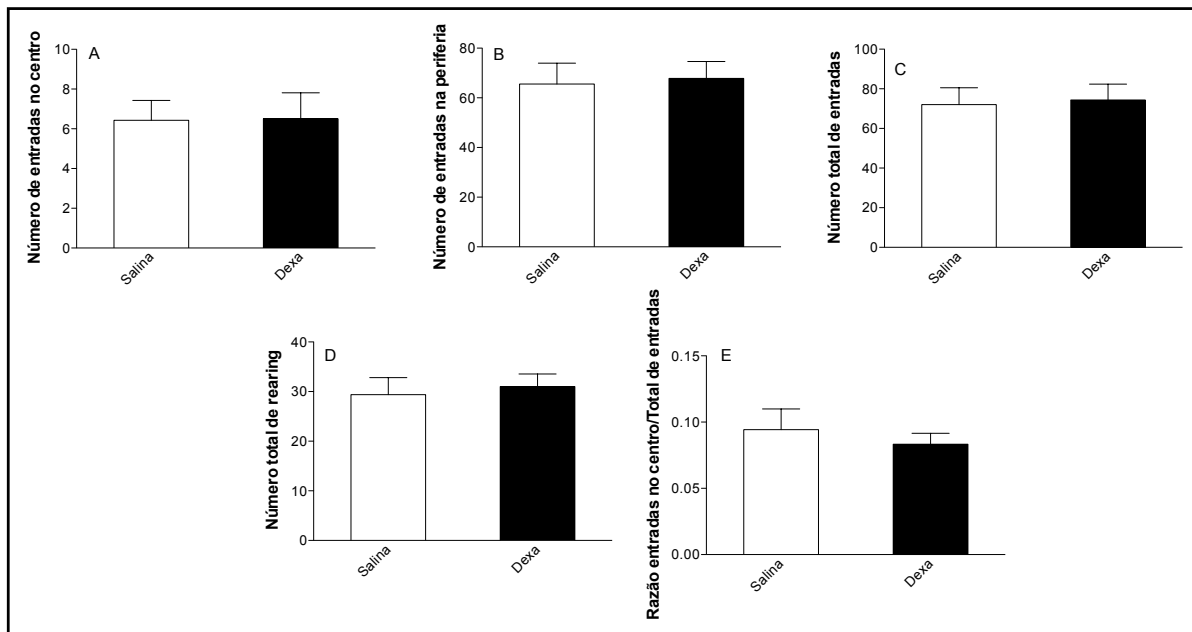 A
Número de entradas no centro
10
8
6
4
2
0
Salina
Dexa
B
Número de entradas na periferia
80
60
40
20
0
Salina
Dexa
C
Número total de entradas
100
80
60
40
20
0
Salina
Dexa
D
Número total de rearing
40
30
20
10
0
Salina
Dexa
E
Razão entradas no centro/Total de entradas
0.15
0.10
0.05
0.00
Salina
Dexa